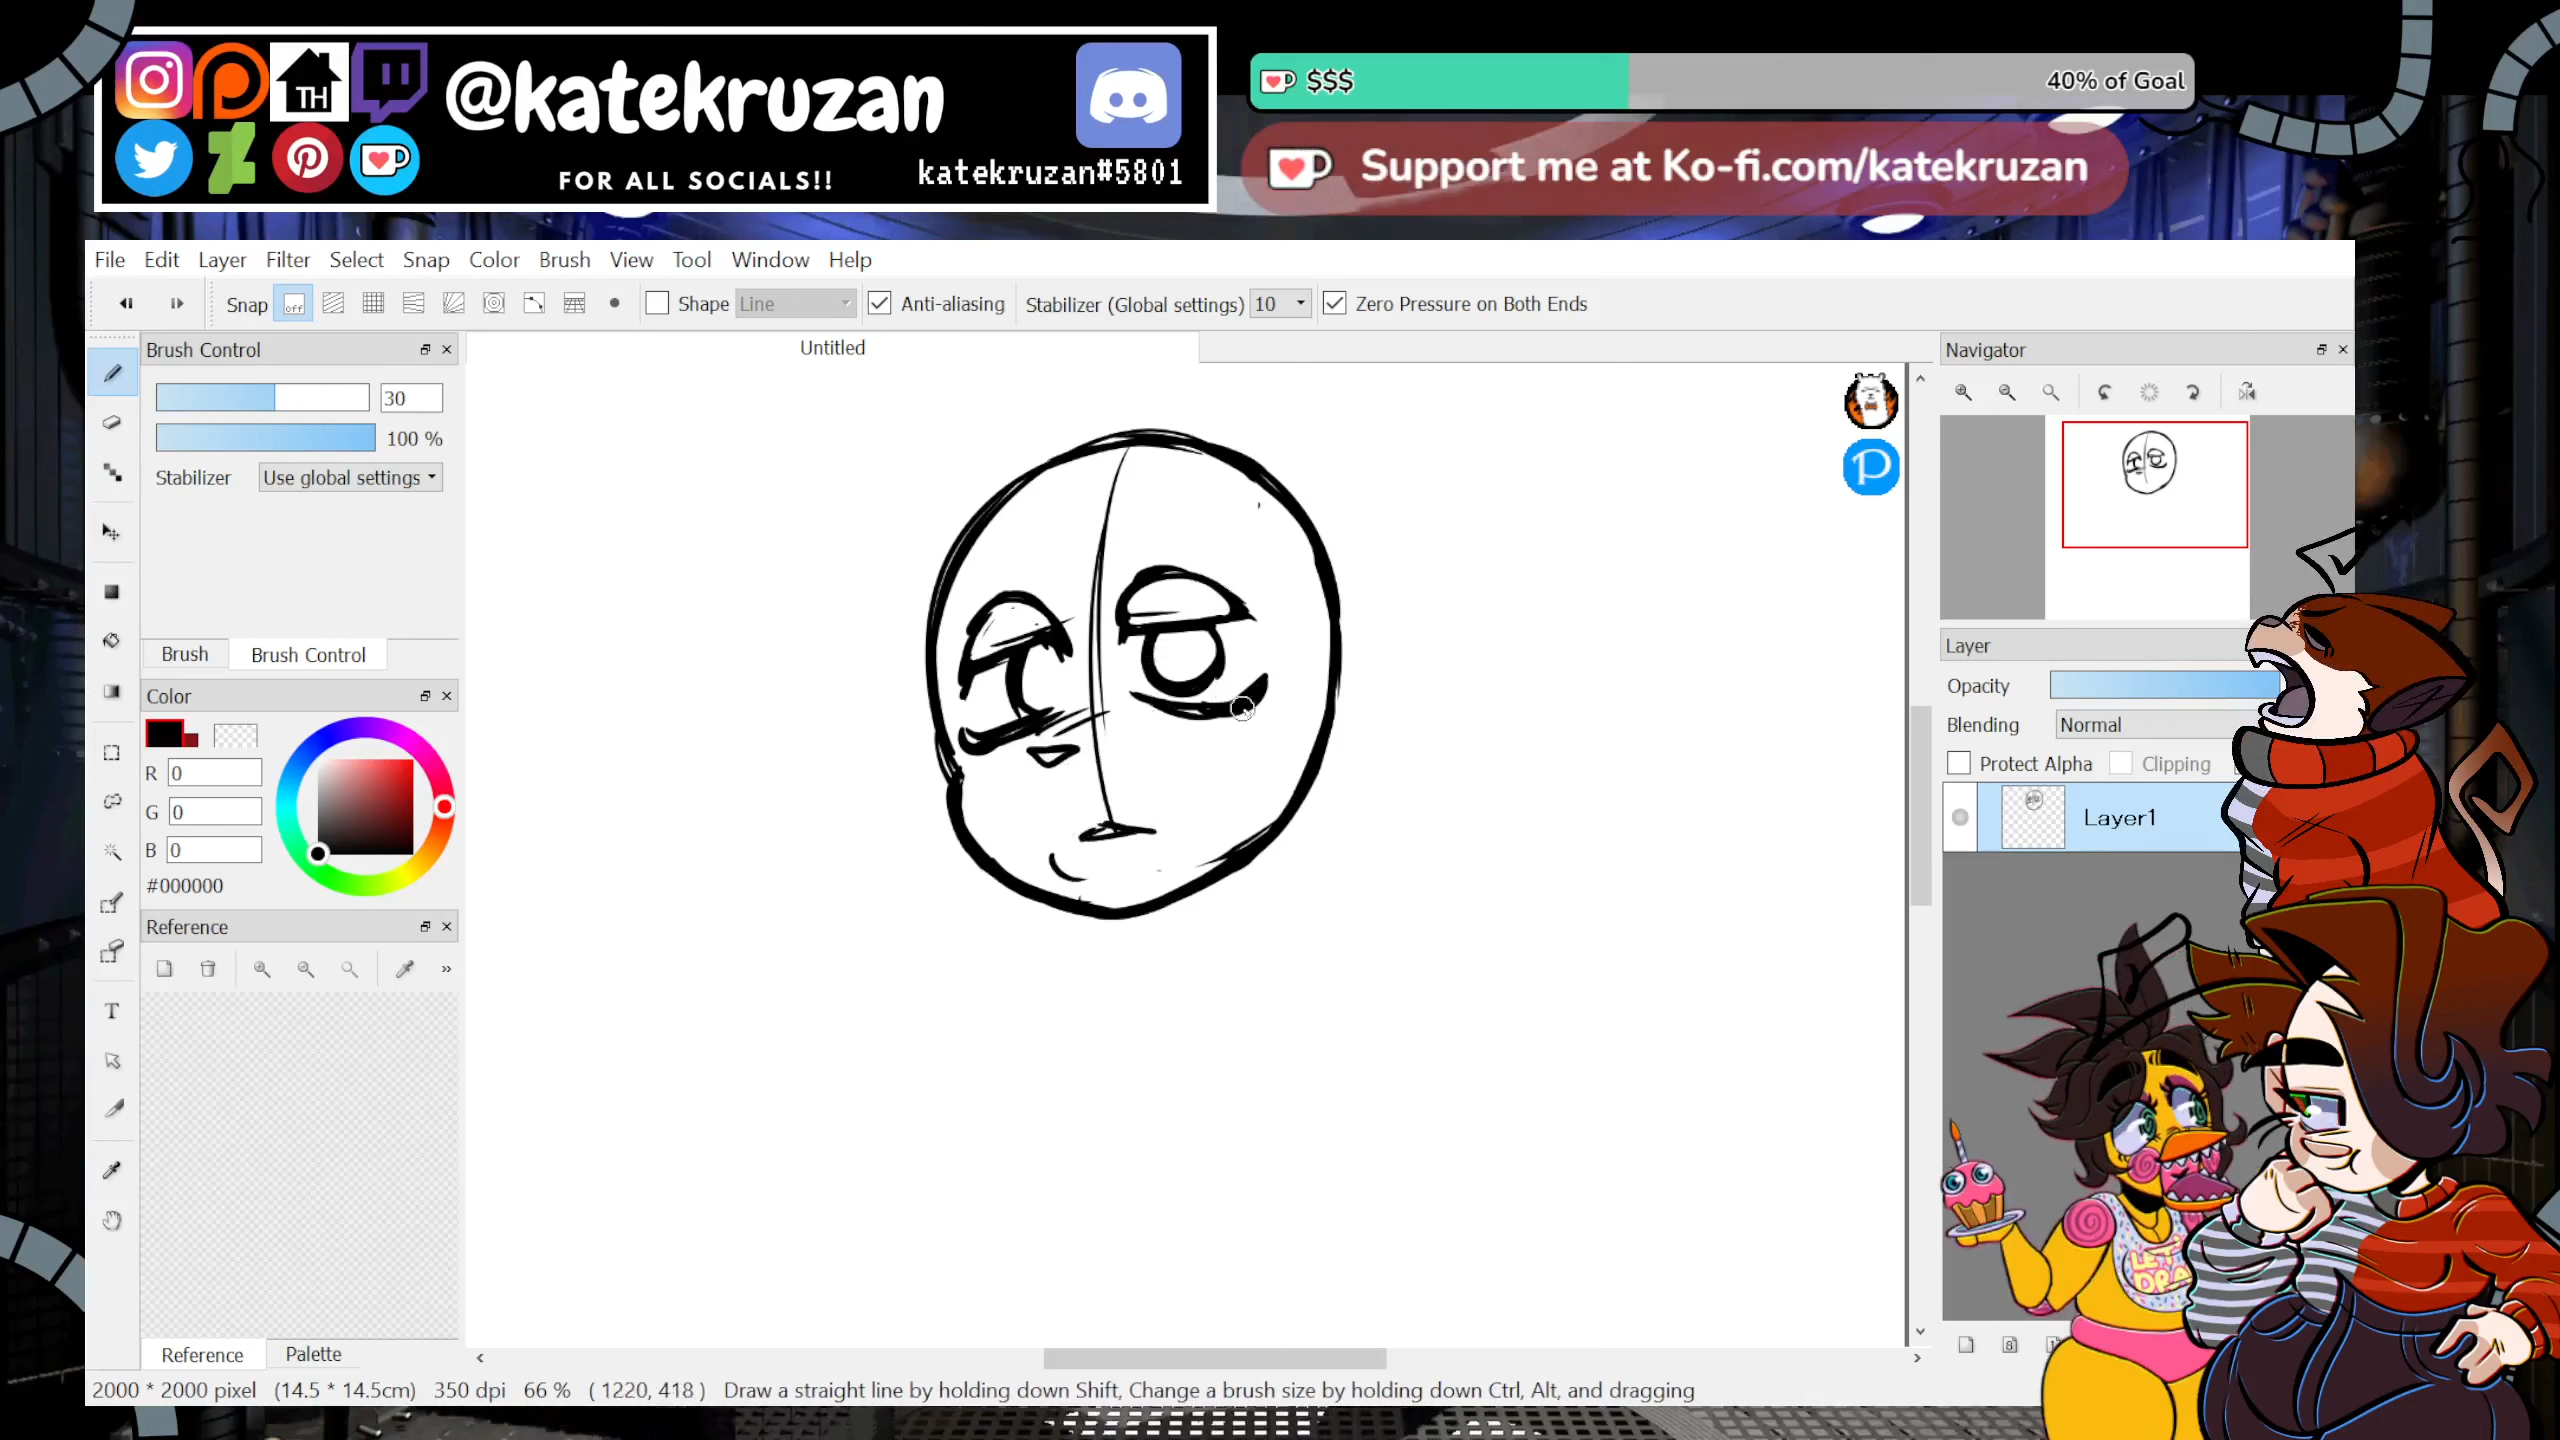 TH
@katekruzan
FOR ALL SOCIALS!!
katekruzan#5801
$$$
40% of Goal
Support me at Ko-fi.com/katekruzan
File Edit Layer Filter Select Snap Color Brush View Tool Window Help
Snap off Shape Line Anti-aliasing Stabilizer (Global settings) 10 Zero Pressure on Both Ends
Brush Control
30
100 %
Stabilizer Use global settings
Brush Brush Control
Color
R 0
G 0
B 0
#000000
Reference
T
Reference Palette
Untitled
P
Navigator
Layer
Opacity
Blending Normal
Protect Alpha Clipping
Layer1
LET'S
2000 * 2000 pixel (14.5 * 14.5cm) 350 dpi 66 % ( 1220, 418 ) Draw a straight line by holding down Shift, Change a brush size by holding down Ctrl, Alt, and dragging